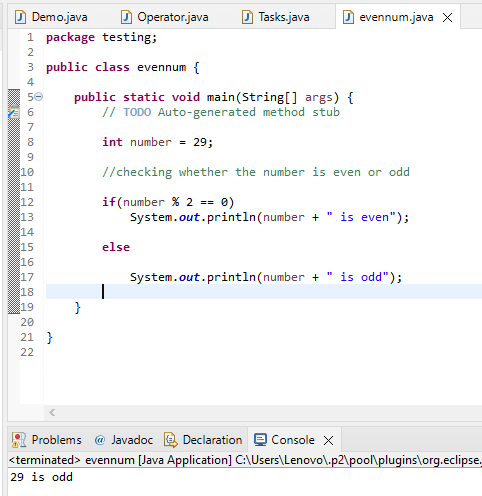 Demo.java Operator.java Tasks.java evennum.java
1 package testing;
2
3 public class evennum {
4
5 public static void main(String[] args) {
6 // TODO Auto-generated method stub
7
8 int number = 29;
9
10 //checking whether the number is even or odd
11
12 if(number % 2 == 0)
13 System.out.println(number + " is even");
14
15 else
16
17 System.out.println(number + " is odd");
18
19 }
20
21 }
22
Problems @ Javadoc Declaration Console
<terminated> evennum [Java Application] C:\Users\Lenovo\.p2\pool\plugins\org.eclipse.
29 is odd